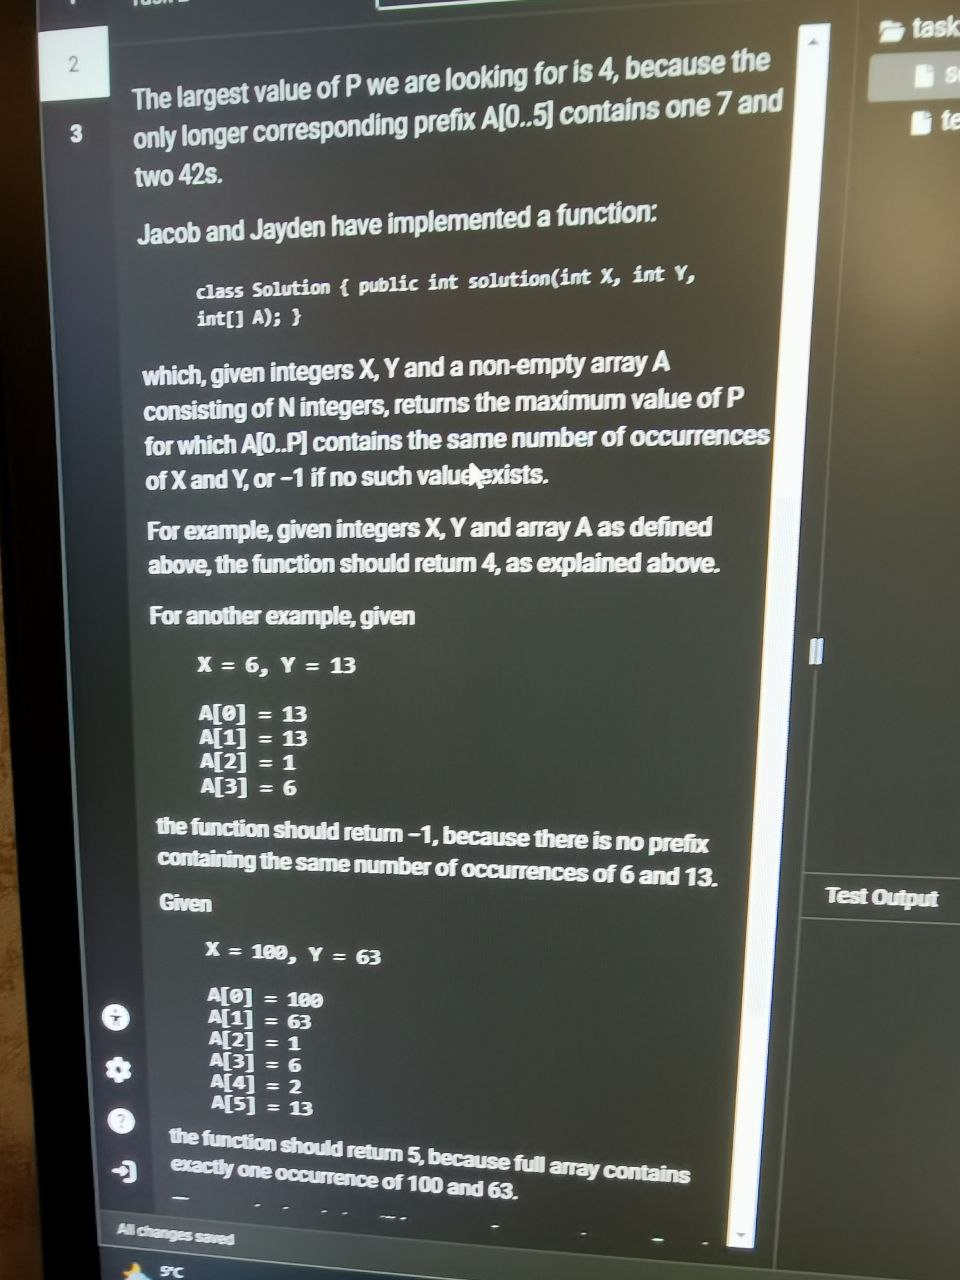 2
3
The largest value of P we are looking for is 4, because the
only longer corresponding prefix A[0..5] contains one 7 and
two 42s.
Jacob and Jayden have implemented a function:
class Solution { public int solution(int X, int Y,
int[] A); }
which, given integers X, Y and a non-empty array A
consisting of N integers, returns the maximum value of P
for which A[0..P] contains the same number of occurrences
of X and Y, or −1 if no such value exists.
For example, given integers X, Y and array A as defined
above, the function should return 4, as explained above.
For another example, given
X = 6, Y = 13
A[0] = 13
A[1] = 13
A[2] = 1
A[3] = 6
the function should return −1, because there is no prefix
containing the same number of occurrences of 6 and 13.
Given
X = 100, Y = 63
A[0] = 100
A[1] = 63
A[2] = 1
A[3] = 6
A[4] = 2
A[5] = 13
the function should return 5, because full array contains
exactly one occurrence of 100 and 63.
All changes saved
5°C
task
Test Output